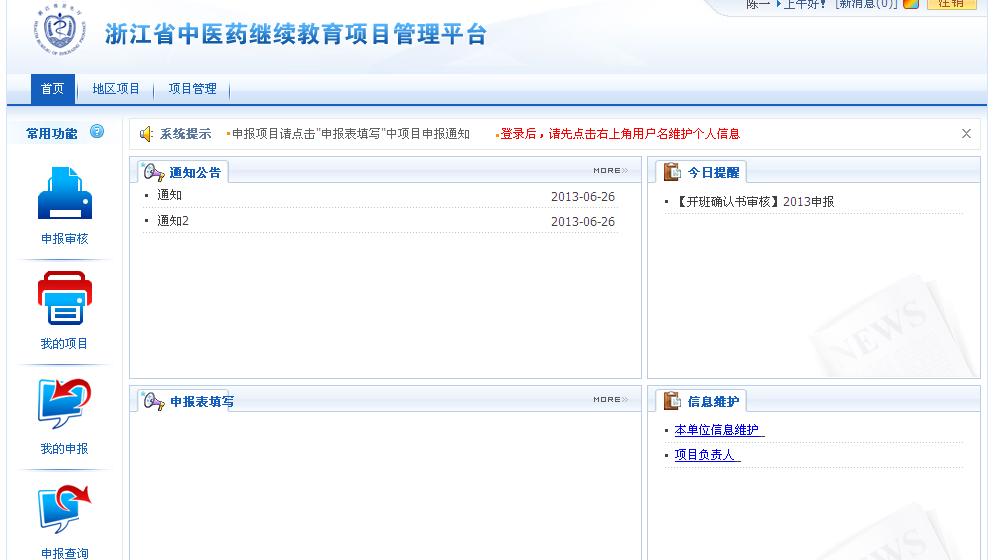 陈一 上午好! [新消息(0)] 注销
浙江省中医药继续教育项目管理平台
首页 地区项目 项目管理
常用功能
系统提示 申报项目请点击"申报表填写"中项目申报通知 登录后，请先点击右上角用户名维护个人信息
通知公告 MORE
通知 2013-06-26
通知2 2013-06-26
今日提醒
【开班确认书审核】2013申报
NEWS
申报审核
我的项目
我的申报
申报查询
申报表填写 MORE
信息维护
本单位信息维护
项目负责人